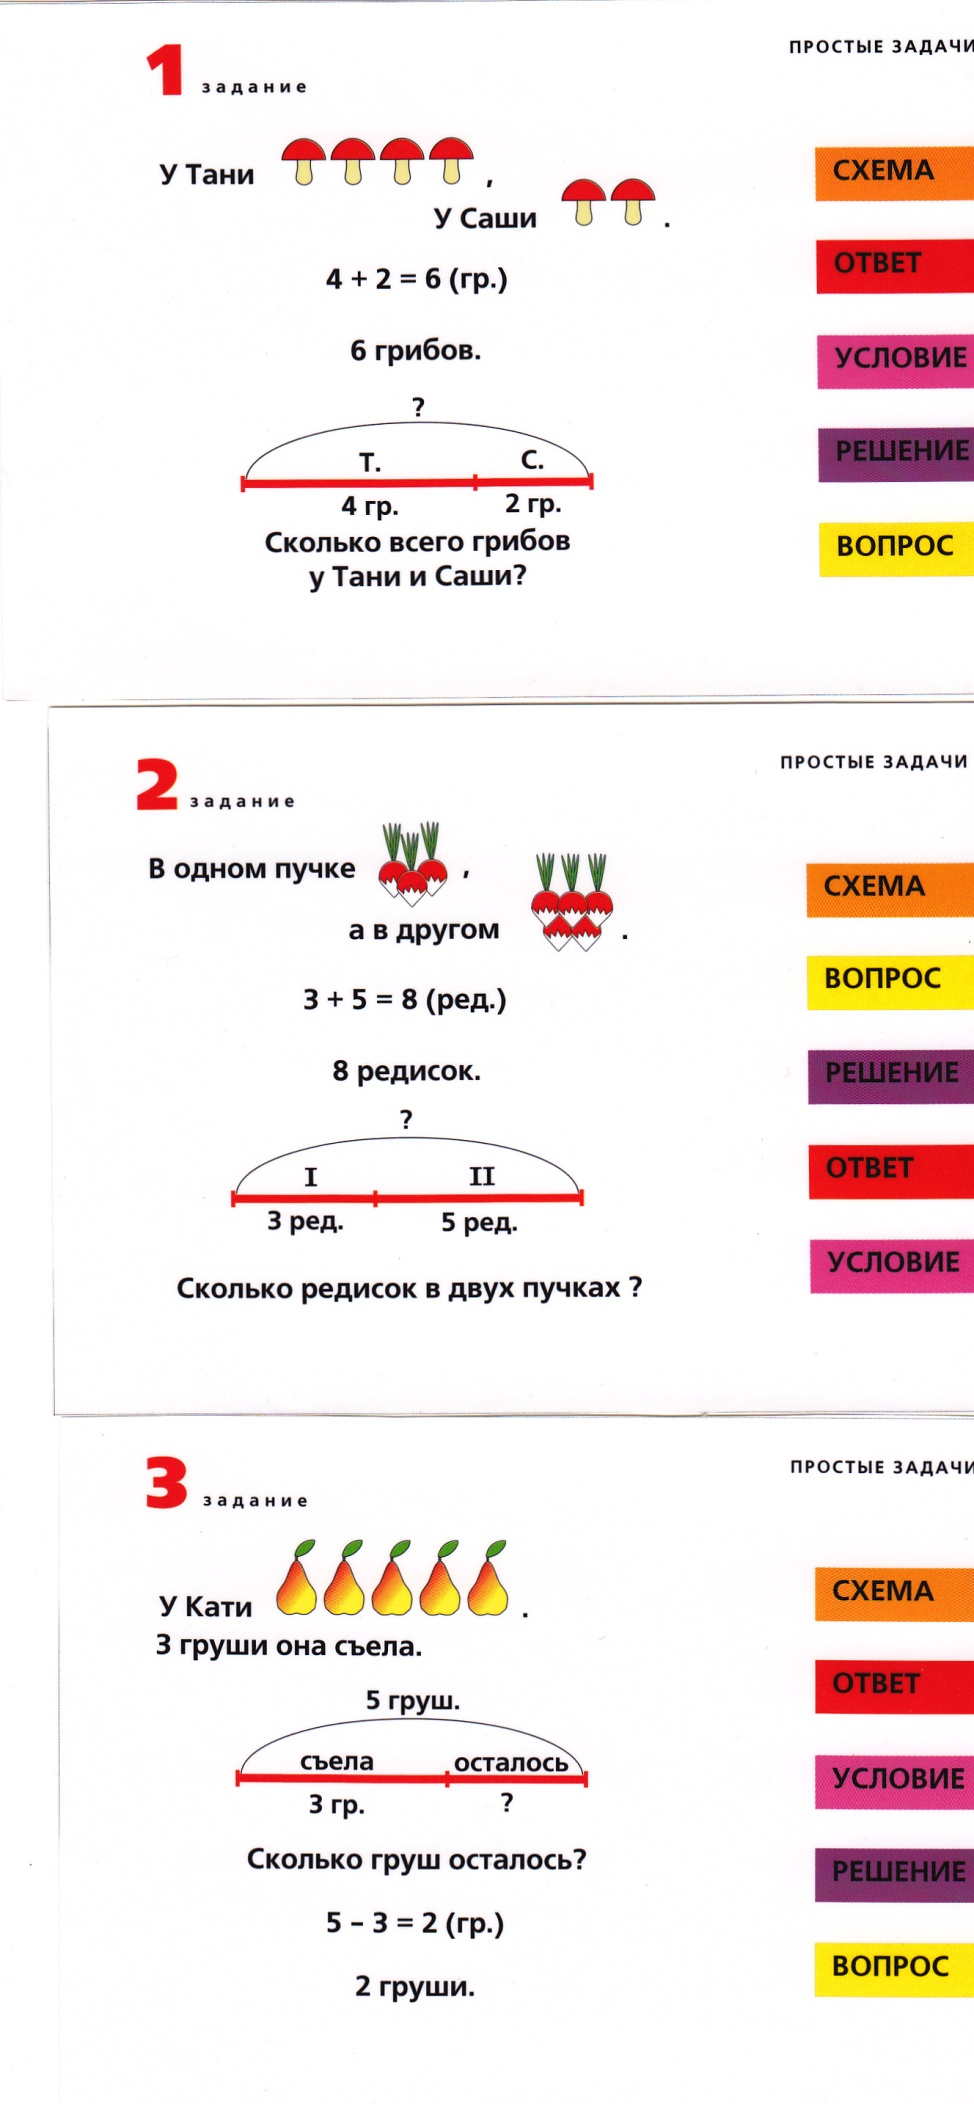 1 задание
ПРОСТЫЕ ЗАДАЧИ
У Тани ,
У Саши .
4 + 2 = 6 (гр.)
6 грибов.
?
Т. С.
4 гр. 2 гр.
Сколько всего грибов
у Тани и Саши?
СХЕМА
ОТВЕТ
УСЛОВИЕ
РЕШЕНИЕ
ВОПРОС
2 задание
ПРОСТЫЕ ЗАДАЧИ
В одном пучке ,
а в другом .
3 + 5 = 8 (ред.)
8 редисок.
?
I II
3 ред. 5 ред.
Сколько редисок в двух пучках ?
СХЕМА
ВОПРОС
РЕШЕНИЕ
ОТВЕТ
УСЛОВИЕ
3 задание
ПРОСТЫЕ ЗАДАЧИ
У Кати .
3 груши она съела.
5 груш.
съела осталось
3 гр. ?
Сколько груш осталось?
5 – 3 = 2 (гр.)
2 груши.
СХЕМА
ОТВЕТ
УСЛОВИЕ
РЕШЕНИЕ
ВОПРОС